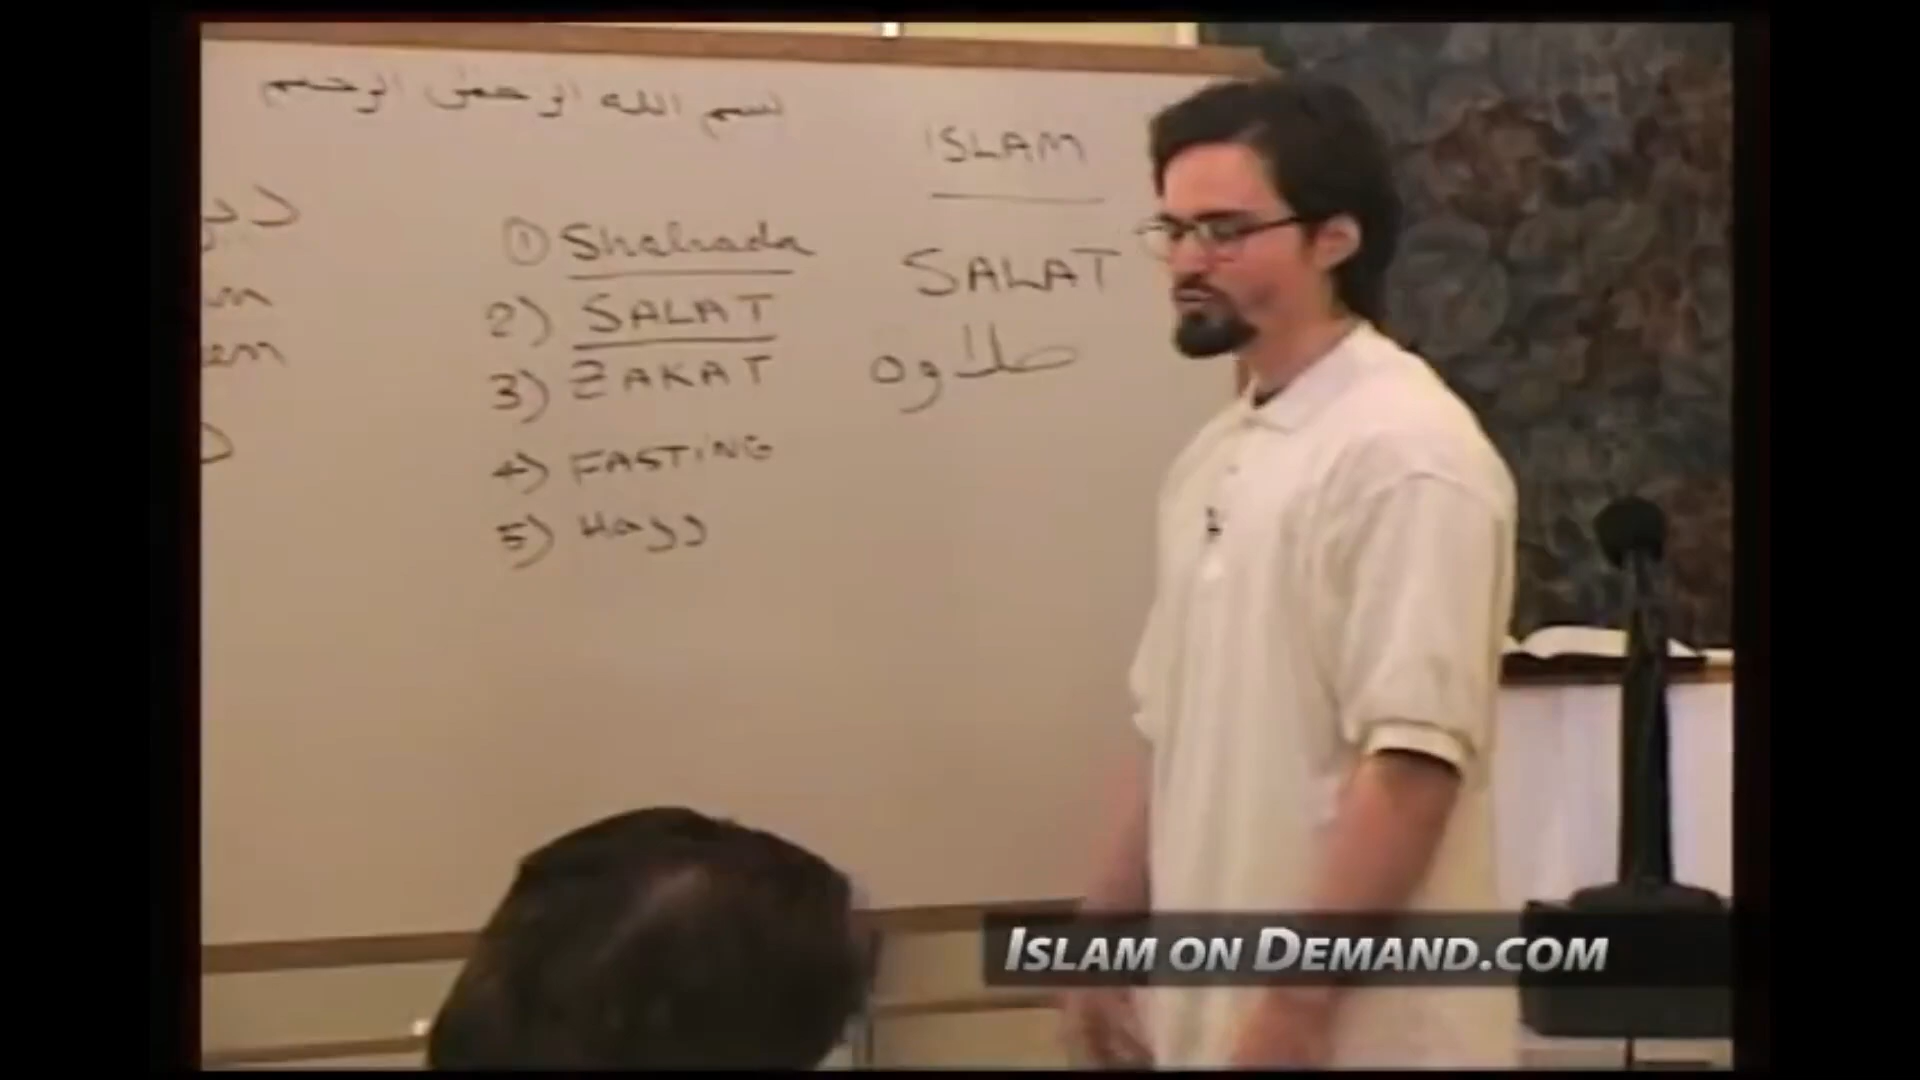 بسم الله الرحمن الرحيم
ISLAM
① Shahada
2) SALAT
3) ZAKAT
4) FASTING
5) Hajj
SALAT
صلاوه
ISLAM ON DEMAND.COM